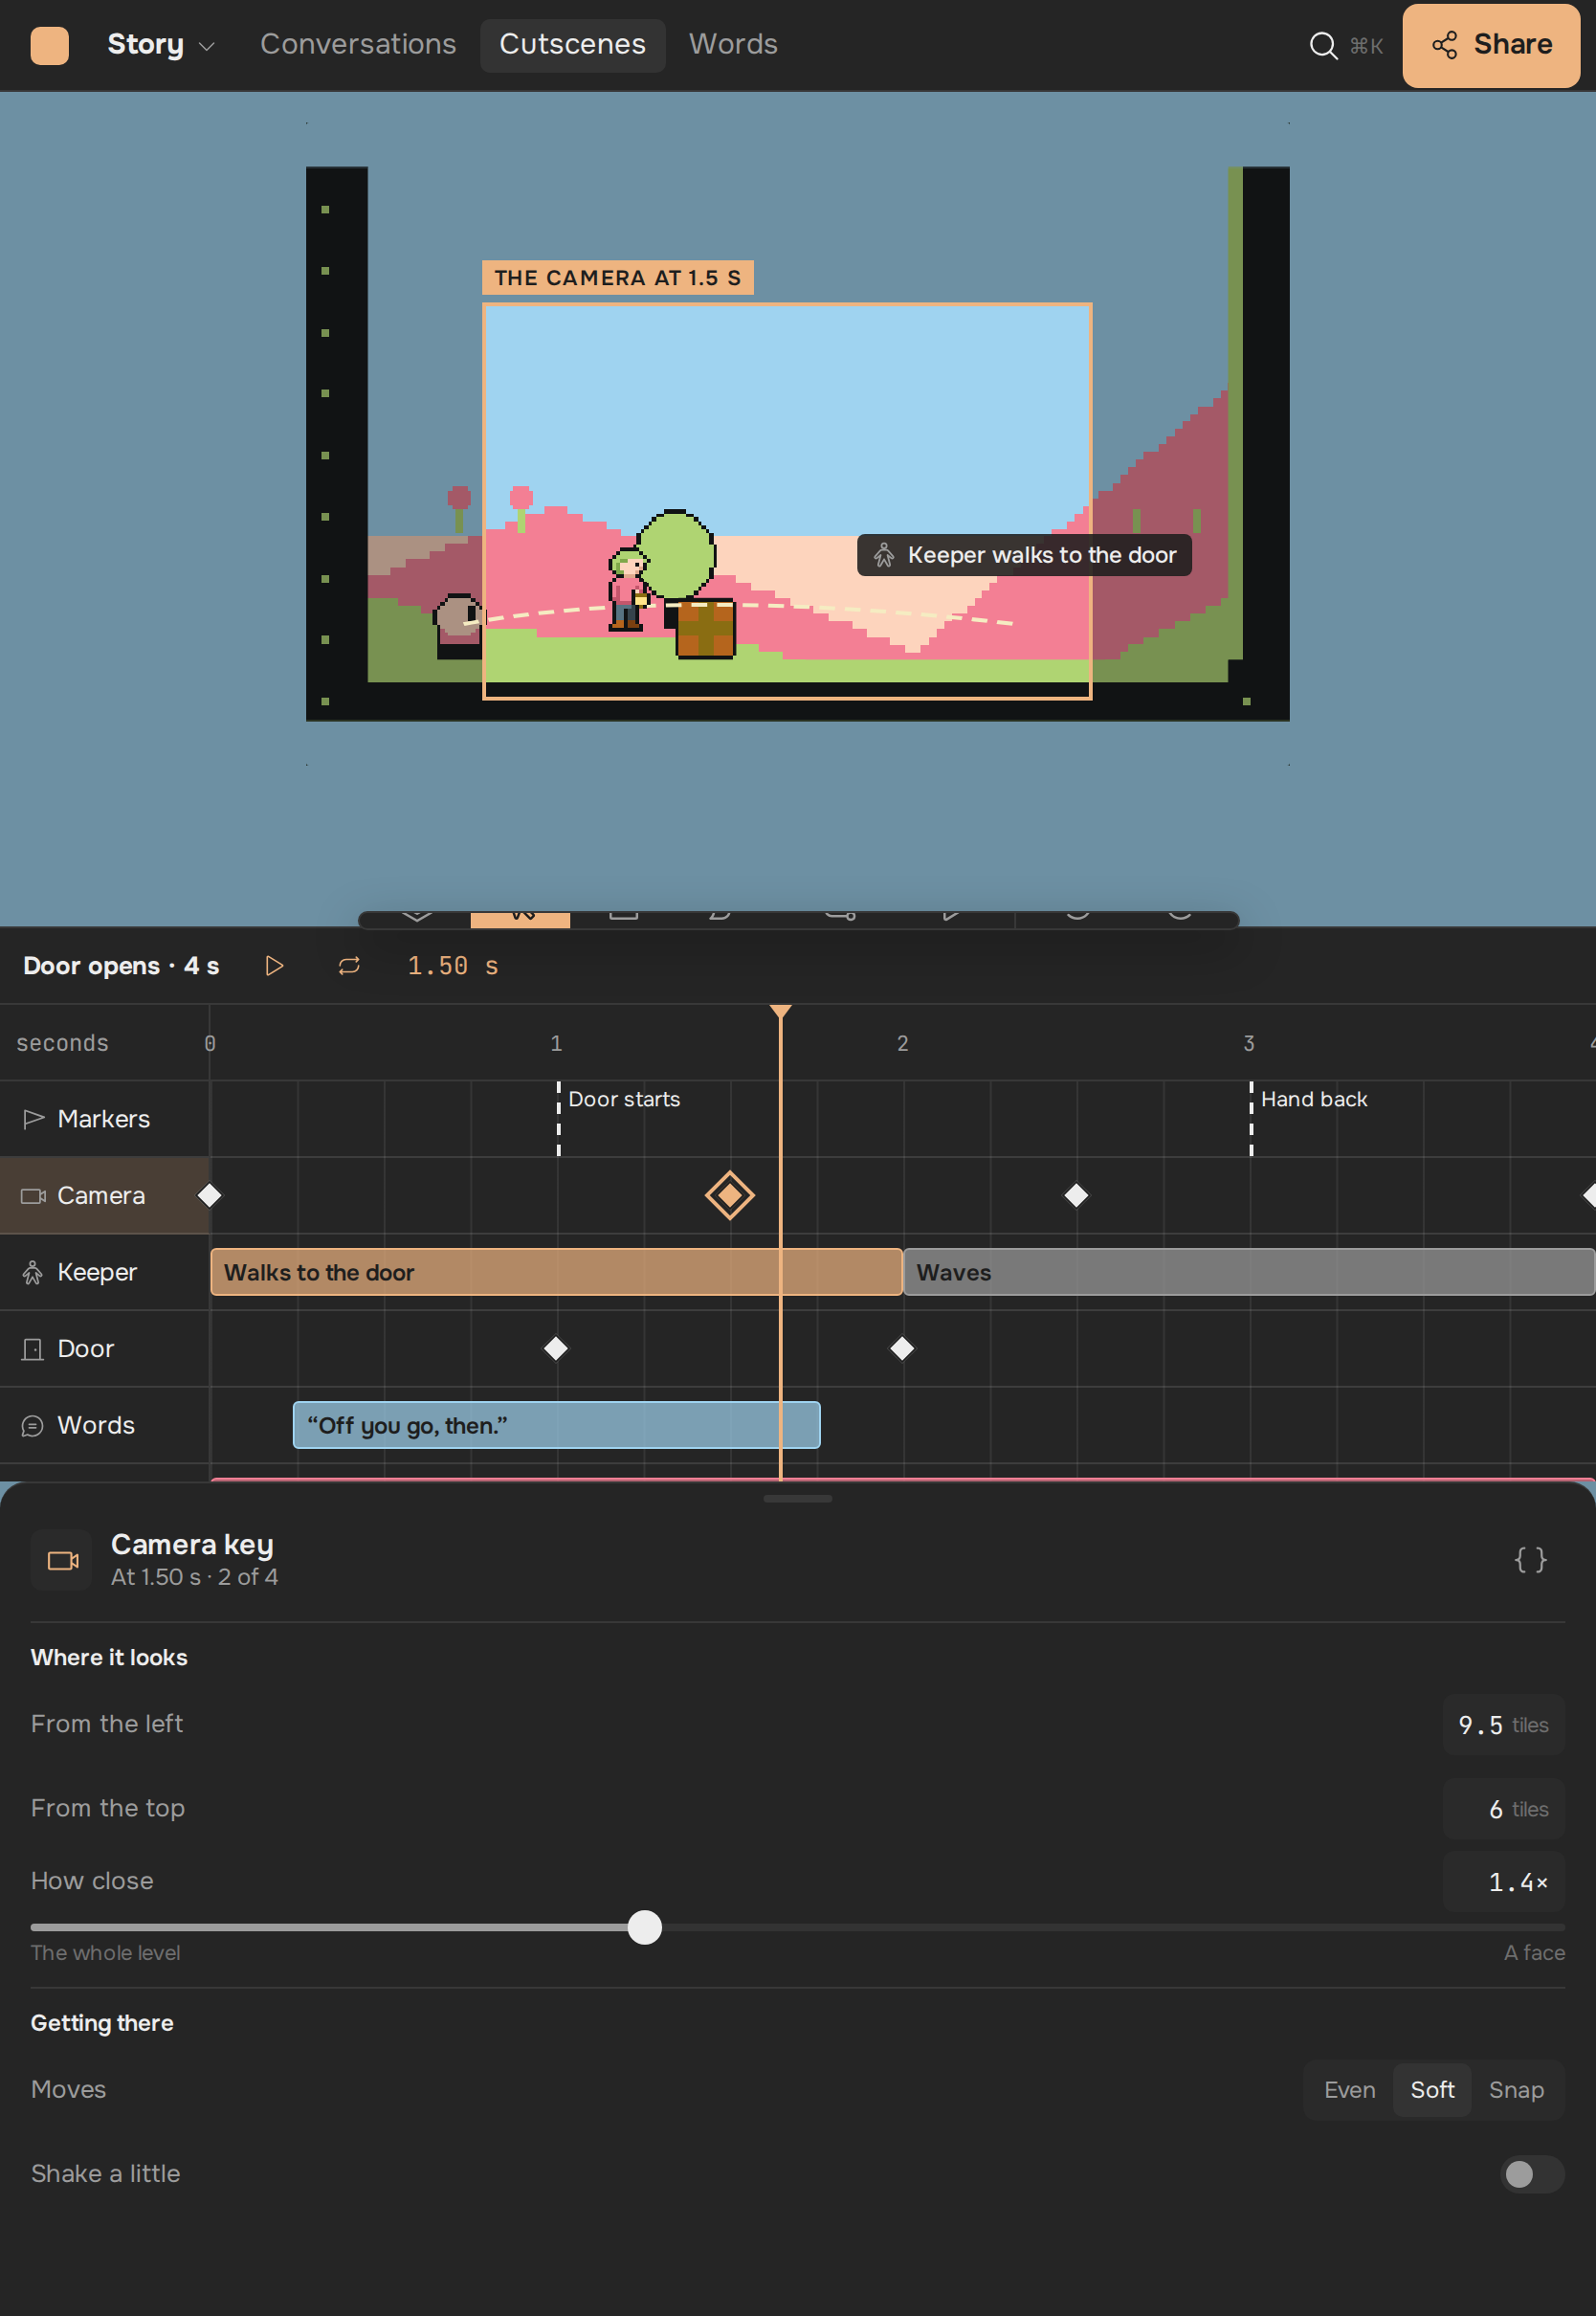 Story Conversations Cutscenes Words ⌘K Share
THE CAMERA AT 1.5 S
Keeper walks to the door
Door opens · 4 s 1.50 s
seconds 0 1 2 3 4
Markers Door starts Hand back
Camera
Keeper Walks to the door Waves
Door
Words “Off you go, then.”
Camera key
At 1.50 s · 2 of 4
{ }
Where it looks
From the left 9.5 tiles
From the top 6 tiles
How close 1.4×
The whole level A face
Getting there
Moves Even Soft Snap
Shake a little